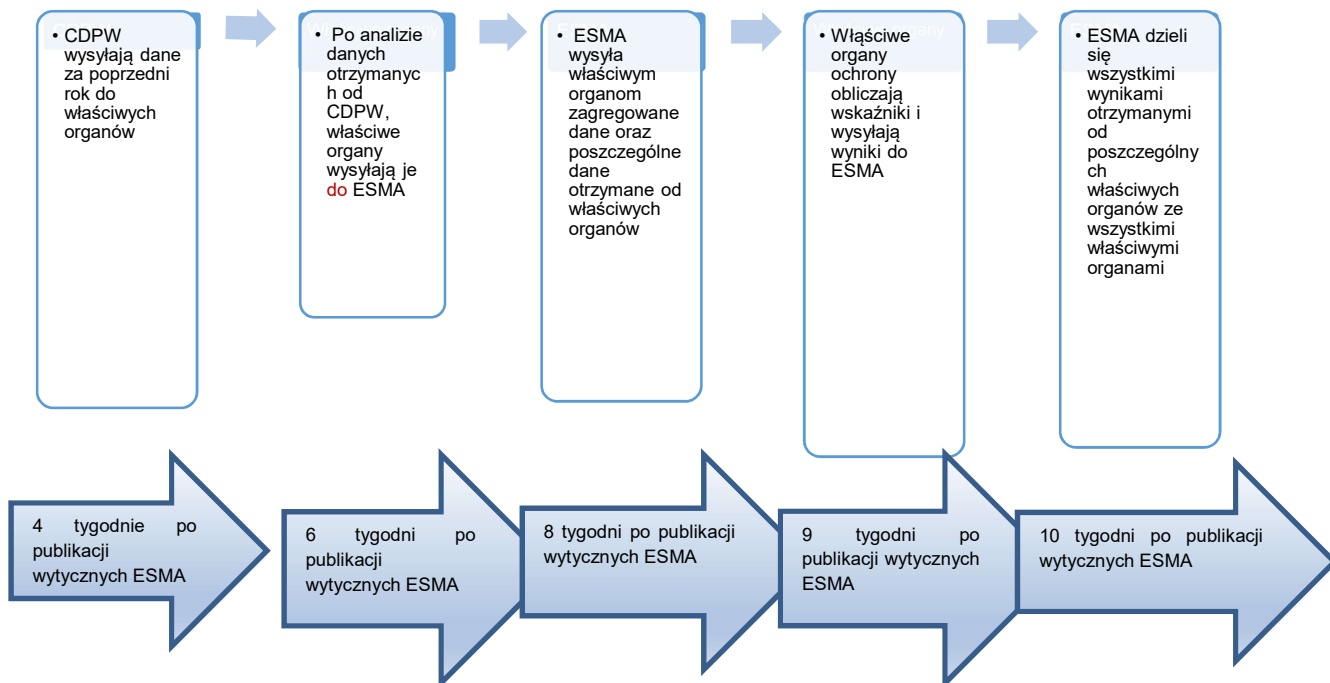 • CDPW
wysyłają dane
za poprzedni
rok do
właściwych
organów
• Po analizie
danych
otrzymanyc
h od
CDPW,
właściwe
organy
wysyłają je
do ESMA
• ESMA
wysyła
właściwym
organom
zagregowane
dane oraz
poszczególne
dane
otrzymane od
właściwych
organów
• Włąściwe
organy
ochrony
obliczają
wskaźniki i
wysyłają
wyniki do
ESMA
• ESMA dzieli
się
wszystkimi
wynikami
otrzymanymi
od
poszczególny
ch
właściwych
organów ze
wszystkimi
właściwymi
organami
4 tygodnie po
publikacji
wytycznych ESMA
6 tygodni po
publikacji
wytycznych ESMA
8 tygodni po publikacji
wytycznych ESMA
9 tygodni po
publikacji wytycznych
ESMA
10 tygodni po publikacji
wytycznych ESMA